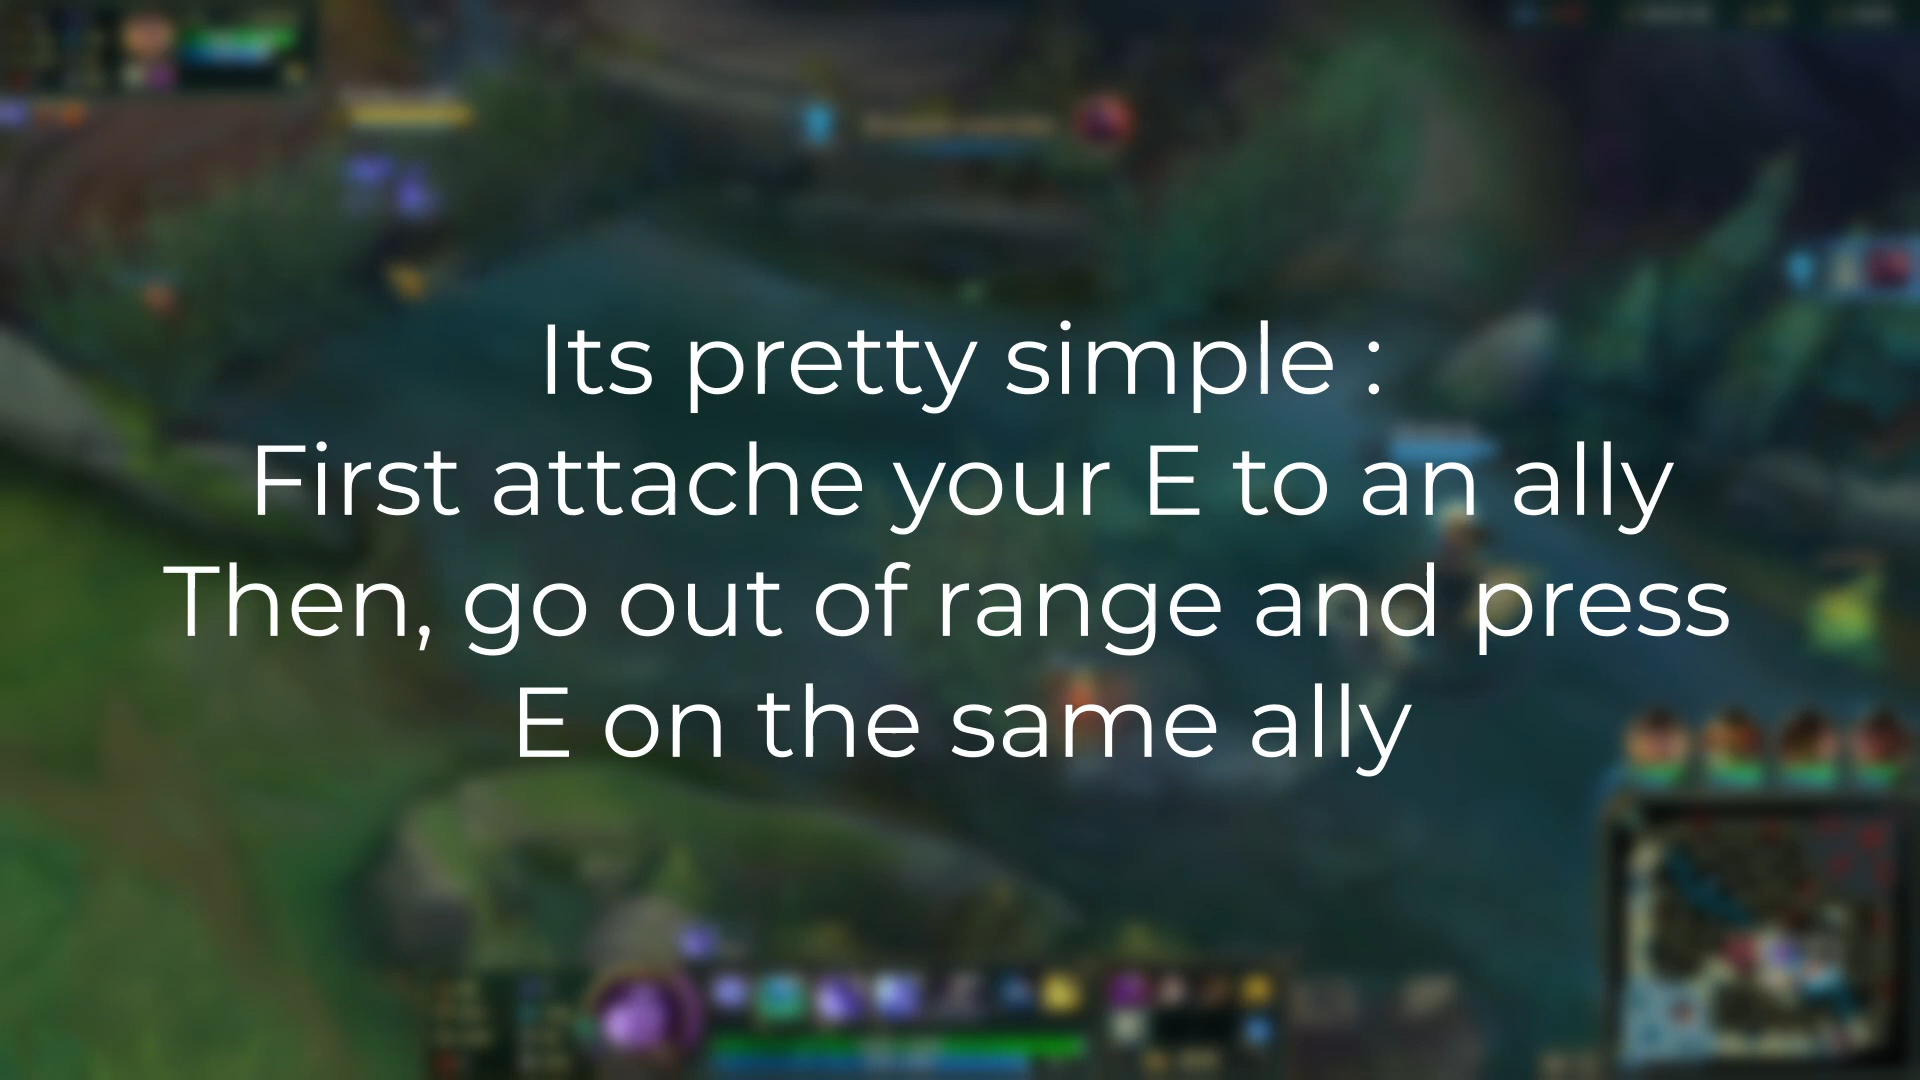 Its pretty simple :
First attache your E to an ally
Then, go out of range and press
E on the same ally